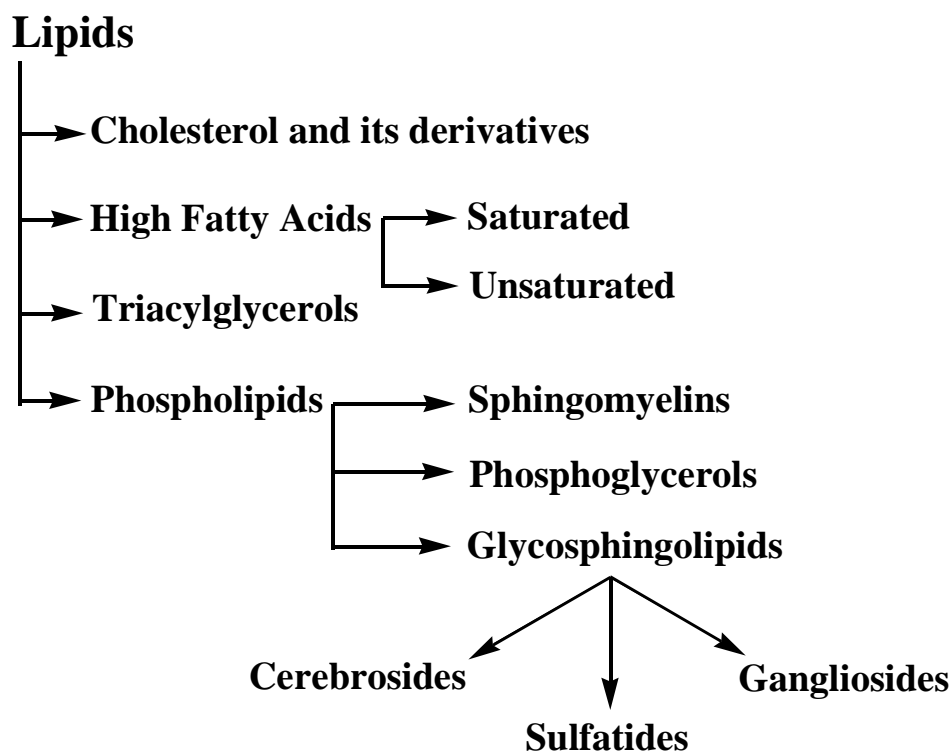 Lipids
Cholesterol and its derivatives
High Fatty Acids
Saturated
Unsaturated
Triacylglycerols
Phospholipids
Sphingomyelins
Phosphoglycerols
Glycosphingolipids
Cerebrosides
Gangliosides
Sulfatides